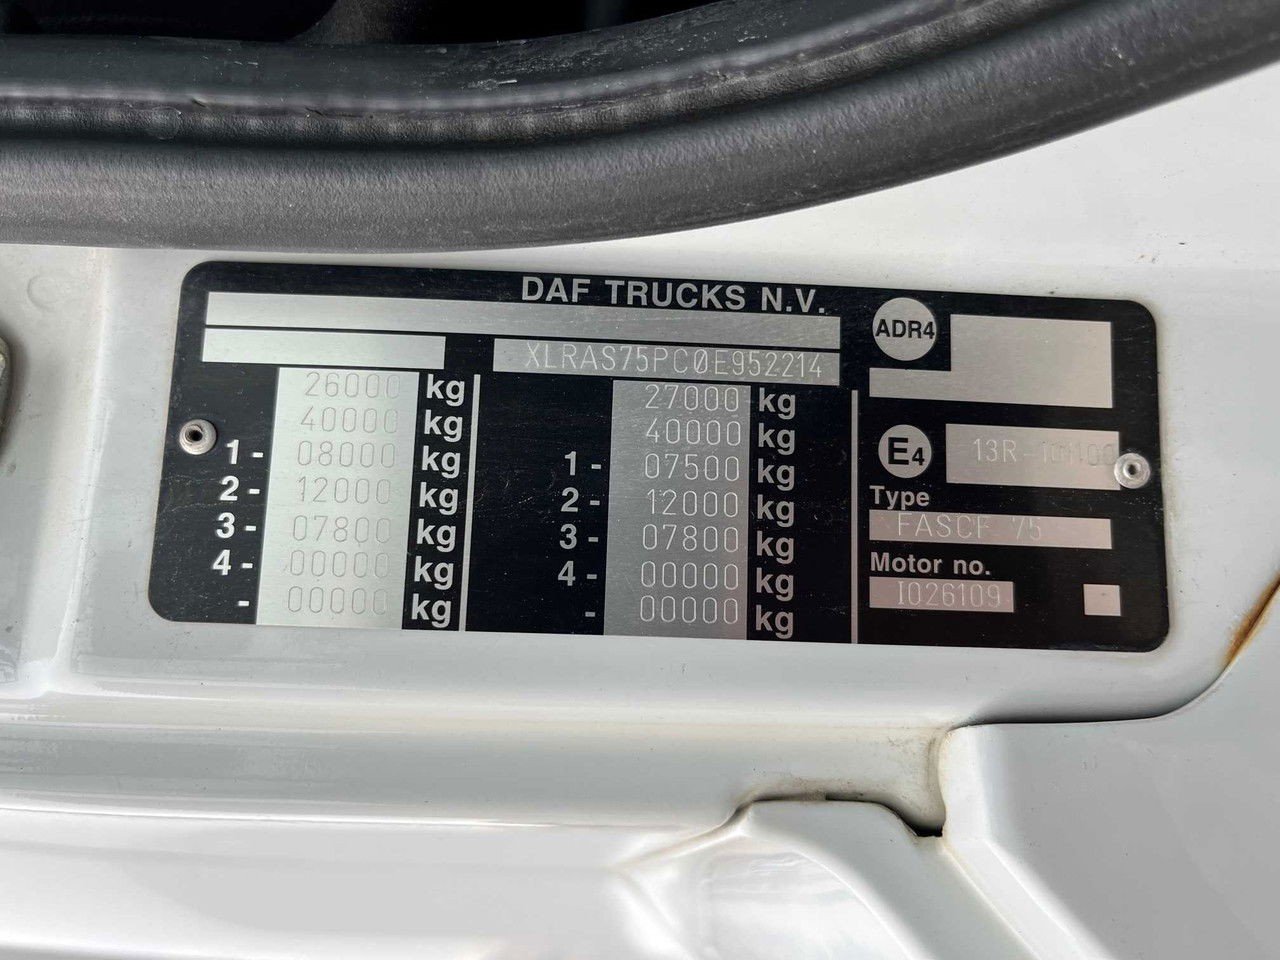 DAF TRUCKS N.V.
XLRAS75PC0E952214
26000 kg
40000 kg
1- 08000 kg
2- 12000 kg
3- 07800 kg
4- 00000 kg
- 00000 kg
27000 kg
40000 kg
1- 07500 kg
2- 12000 kg
3- 07800 kg
4- 00000 kg
- 00000 kg
ADR4
E4
Type
FASCF 75
Motor no.
I026109